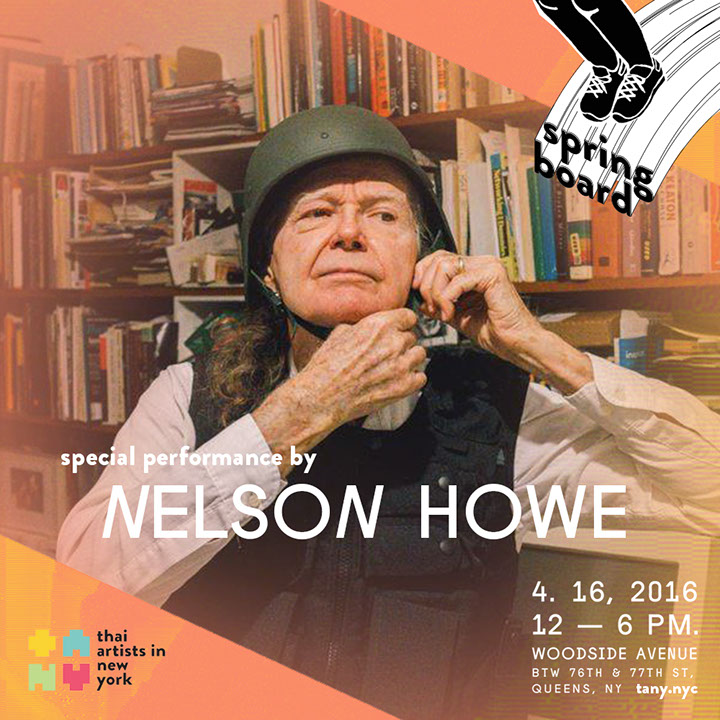 spring
board
special performance by
NELSON HOWE
4. 16, 2016
12 — 6 PM.
WOODSIDE AVENUE
BTW 76TH & 77TH ST,
QUEENS, NY tany.nyc
thai
artists in
new
york